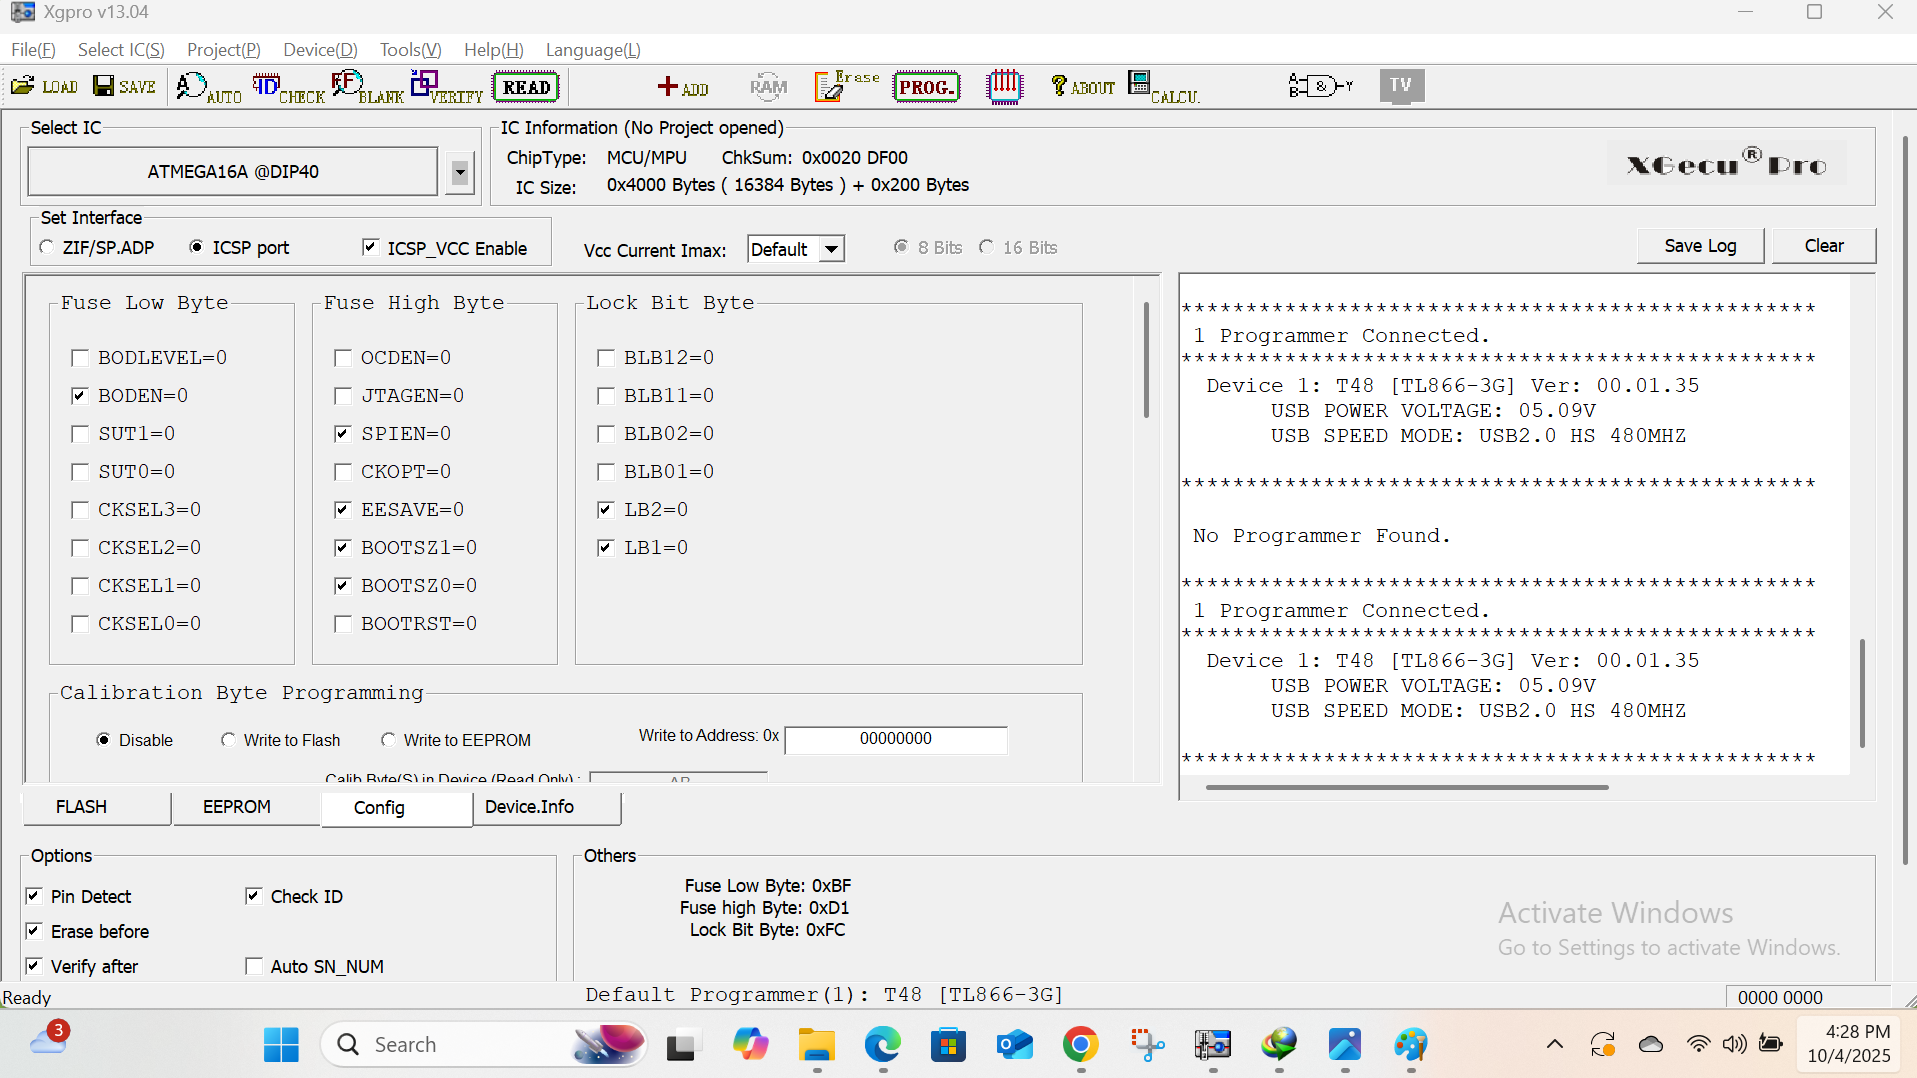 Xgpro v13.04
File(F) Select IC(S) Project(P) Device(D) Tools(V) Help(H) Language(L)
LOAD SAVE AUTO CHECK BLANK VERIFY READ ADD RAM Erase PROG. ABOUT CALCU. TV
Select IC
ATMEGA16A @DIP40
IC Information (No Project opened)
ChipType: MCU/MPU ChkSum: 0x0020 DF00
IC Size: 0x4000 Bytes ( 16384 Bytes ) + 0x200 Bytes
XGecu® Pro
Set Interface
ZIF/SP.ADP ICSP port ICSP_VCC Enable
Vcc Current Imax: Default 8 Bits 16 Bits
Save Log Clear
Fuse Low Byte
BODLEVEL=0
BODEN=0
SUT1=0
SUT0=0
CKSEL3=0
CKSEL2=0
CKSEL1=0
CKSEL0=0
Fuse High Byte
OCDEN=0
JTAGEN=0
SPIEN=0
CKOPT=0
EESAVE=0
BOOTSZ1=0
BOOTSZ0=0
BOOTRST=0
Lock Bit Byte
BLB12=0
BLB11=0
BLB02=0
BLB01=0
LB2=0
LB1=0
Calibration Byte Programming
Disable Write to Flash Write to EEPROM Write to Address: 0x 00000000
Calib Byte(S) in Device (Read Only) :
*************************************************
1 Programmer Connected.
*************************************************
Device 1: T48 [TL866-3G] Ver: 00.01.35
USB POWER VOLTAGE: 05.09V
USB SPEED MODE: USB2.0 HS 480MHZ
*************************************************
No Programmer Found.
*************************************************
1 Programmer Connected.
*************************************************
Device 1: T48 [TL866-3G] Ver: 00.01.35
USB POWER VOLTAGE: 05.09V
USB SPEED MODE: USB2.0 HS 480MHZ
*************************************************
FLASH EEPROM Config Device.Info
Options
Pin Detect Check ID
Erase before
Verify after Auto SN_NUM
Others
Fuse Low Byte: 0xBF
Fuse high Byte: 0xD1
Lock Bit Byte: 0xFC
Activate Windows
Go to Settings to activate Windows.
Ready
Default Programmer(1): T48 [TL866-3G]
0000 0000
3
Search
4:28 PM
10/4/2025